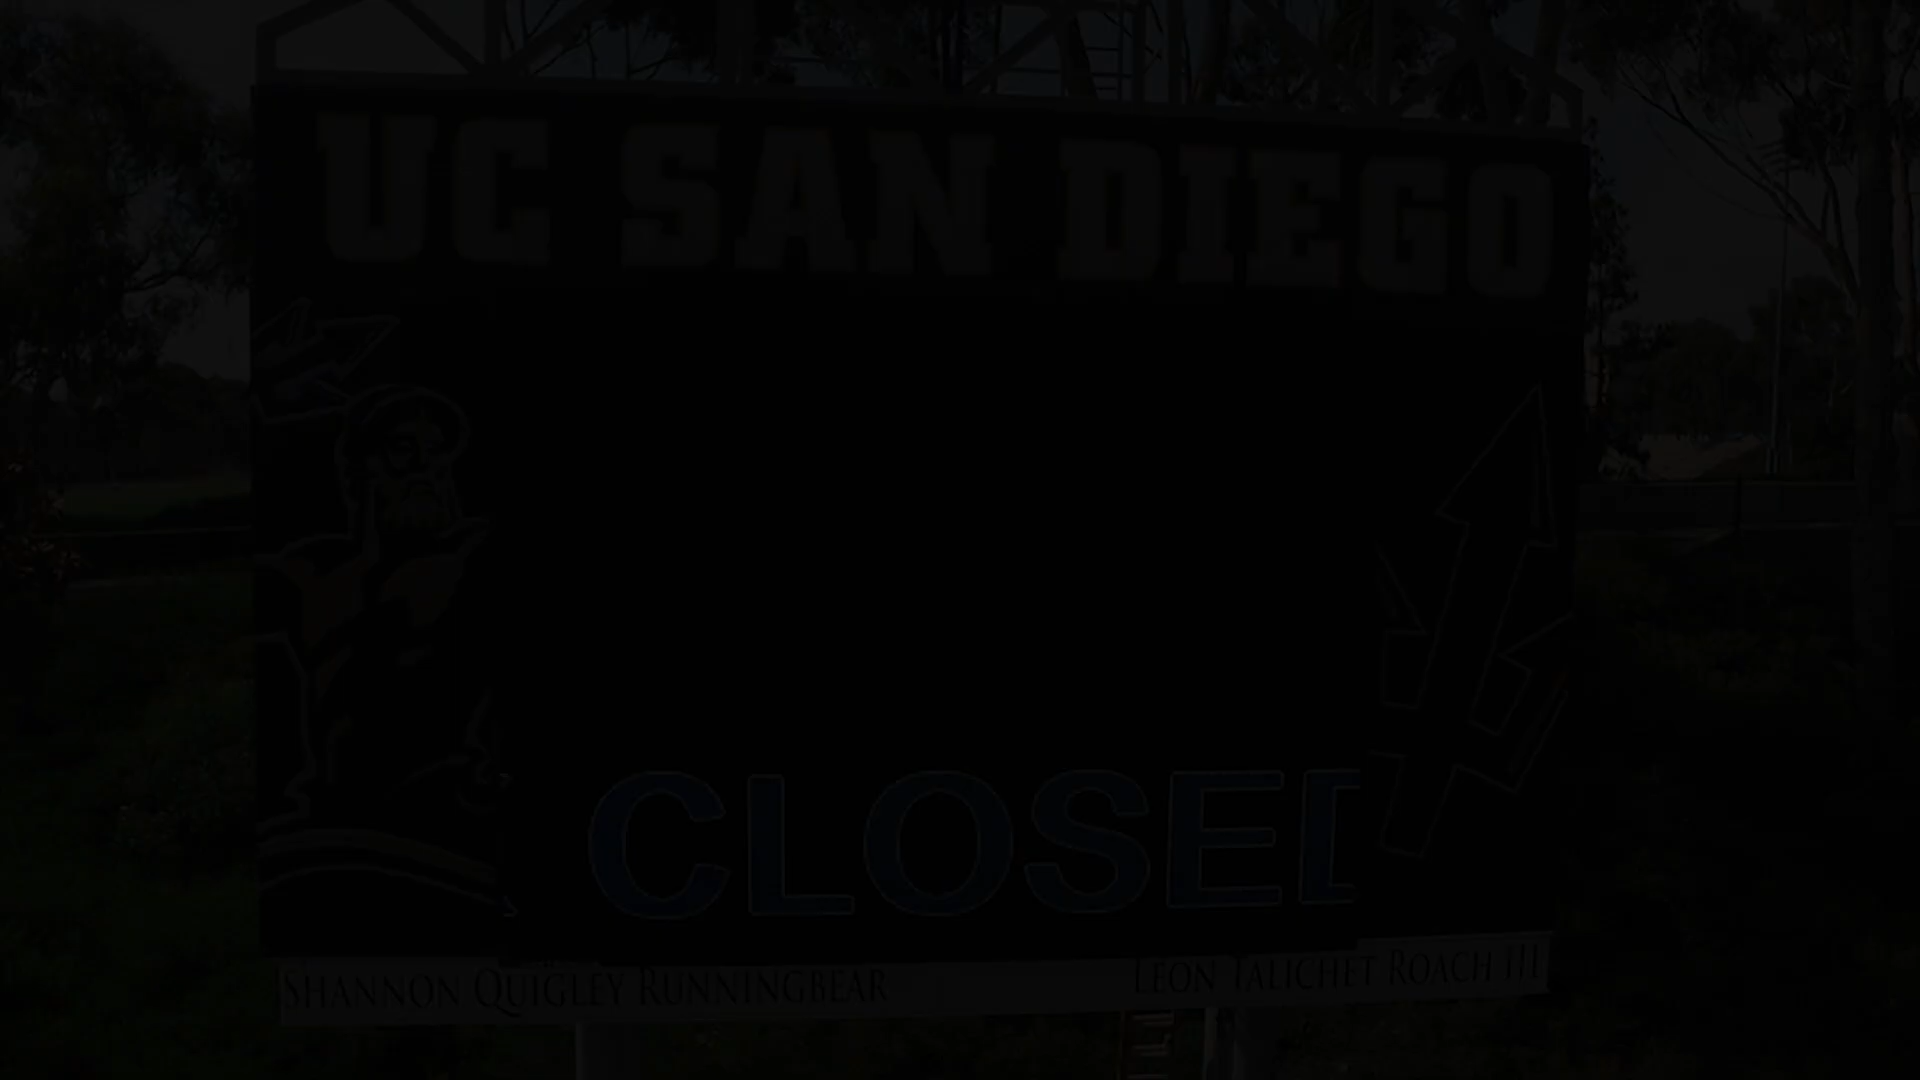 UC SAN DIEGO
CLOSED
SHANNON QUIGLEY RUNNINGBEAR
LEON TALICHET ROACH III